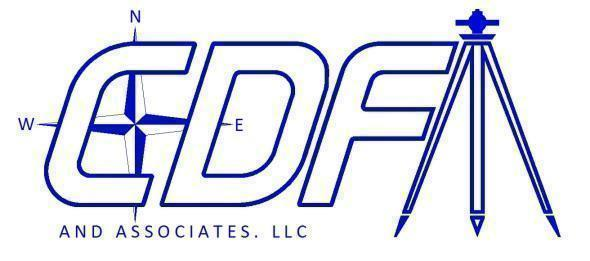 N
W E
CDF
AND ASSOCIATES. LLC